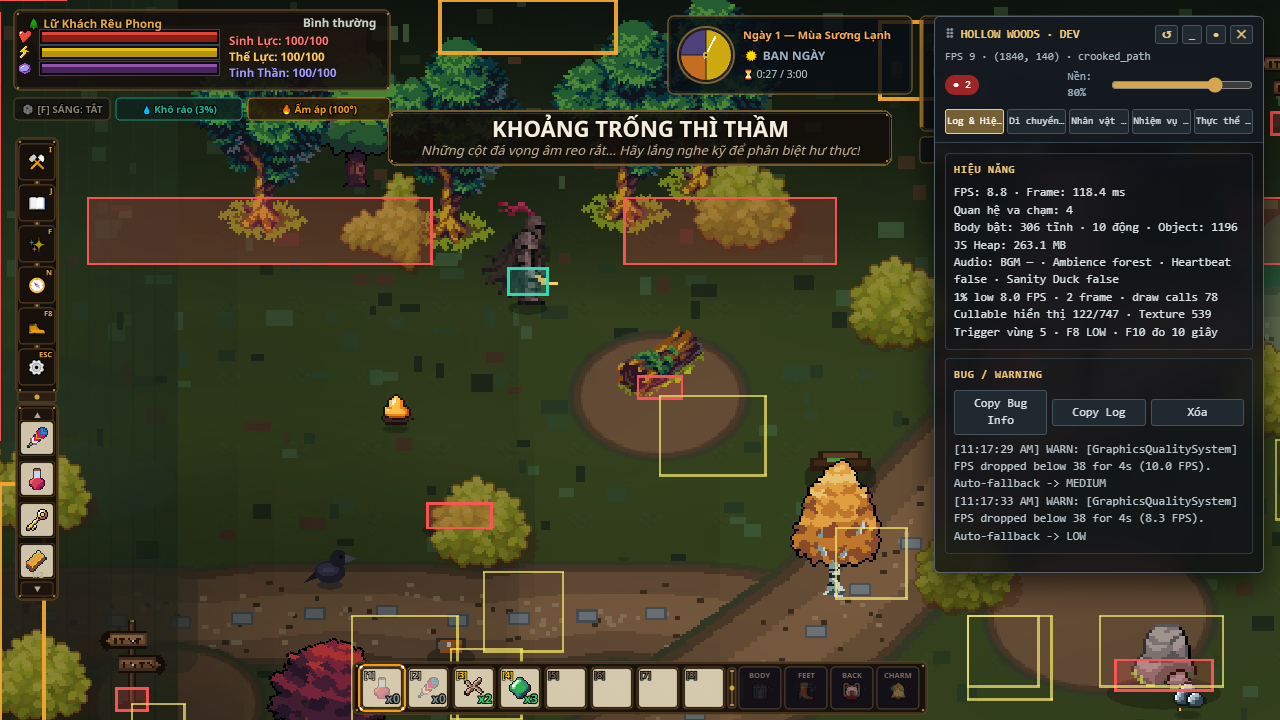 Lữ Khách Rêu Phong
Bình thường
Sinh Lực: 100/100
Thể Lực: 100/100
Tinh Thần: 100/100
[F] SÁNG: TẮT
Khô ráo (3%)
Ấm áp (100°)
Ngày 1 — Mùa Sương Lạnh
BAN NGÀY
0:27 / 3:00
KHOẢNG TRỐNG THÌ THẦM
Những cột đá vọng âm reo rắt... Hãy lắng nghe kỹ để phân biệt hư thực!
I
J
F
N
F8
ESC
HOLLOW WOODS · DEV
FPS 9 · (1840, 140) · crooked_path
2
Nền:
80%
Log & Hiệ…
Di chuyển…
Nhân vật …
Nhiệm vụ …
Thực thể …
HIỆU NĂNG
FPS: 8.8 · Frame: 118.4 ms
Quan hệ va chạm: 4
Body bật: 306 tĩnh · 10 động · Object: 1196
JS Heap: 263.1 MB
Audio: BGM — · Ambience forest · Heartbeat
false · Sanity Duck false
1% low 8.0 FPS · 2 frame · draw calls 78
Cullable hiển thị 122/747 · Texture 539
Trigger vùng 5 · F8 LOW · F10 đo 10 giây
BUG / WARNING
Copy Bug
Info
Copy Log
Xóa
[11:17:29 AM] WARN: [GraphicsQualitySystem]
FPS dropped below 38 for 4s (10.0 FPS).
Auto-fallback -> MEDIUM
[11:17:33 AM] WARN: [GraphicsQualitySystem]
FPS dropped below 38 for 4s (8.3 FPS).
Auto-fallback -> LOW
[1]
x0
[2]
x0
[3]
x2
[4]
x3
[5]
[6]
[7]
[8]
BODY
FEET
BACK
CHARM